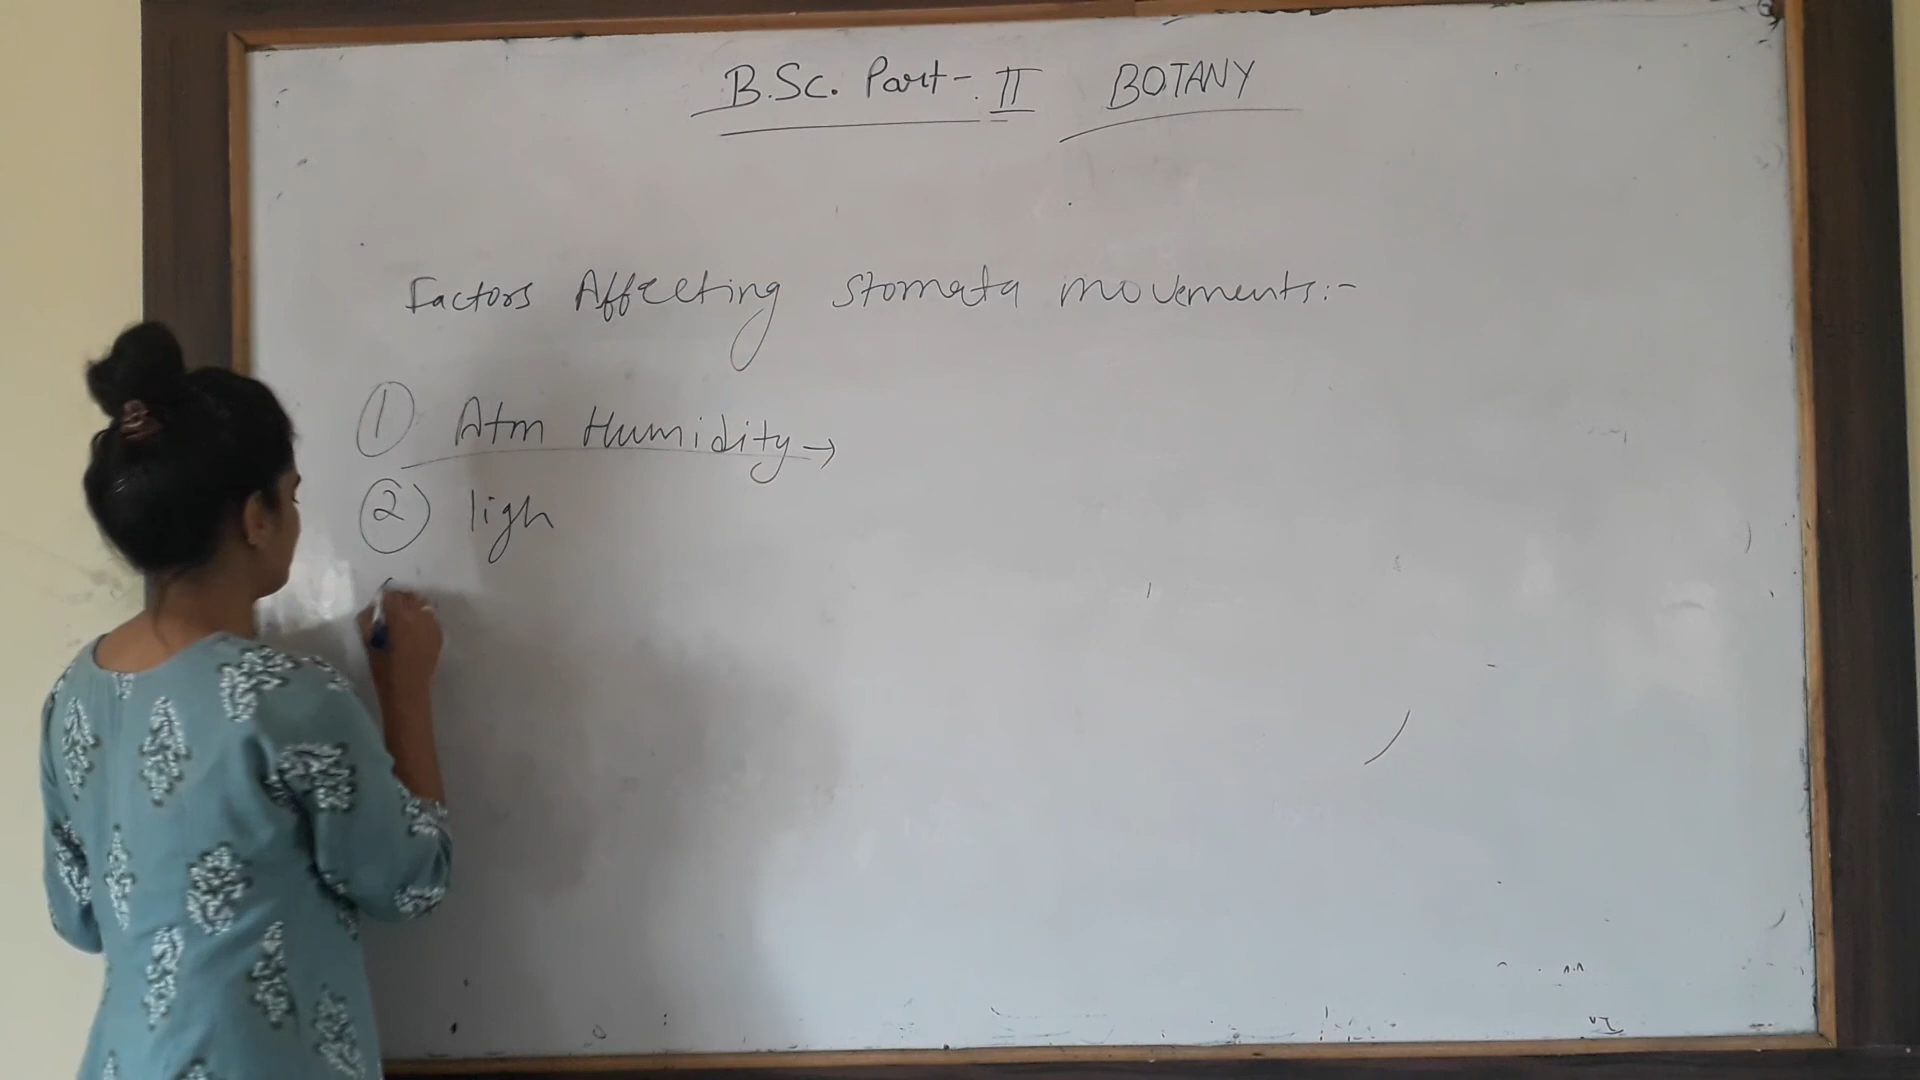 B.Sc. Part-II BOTANY
Factors Affecting Stomata movements:-
① Atm Humidity→
② ligh